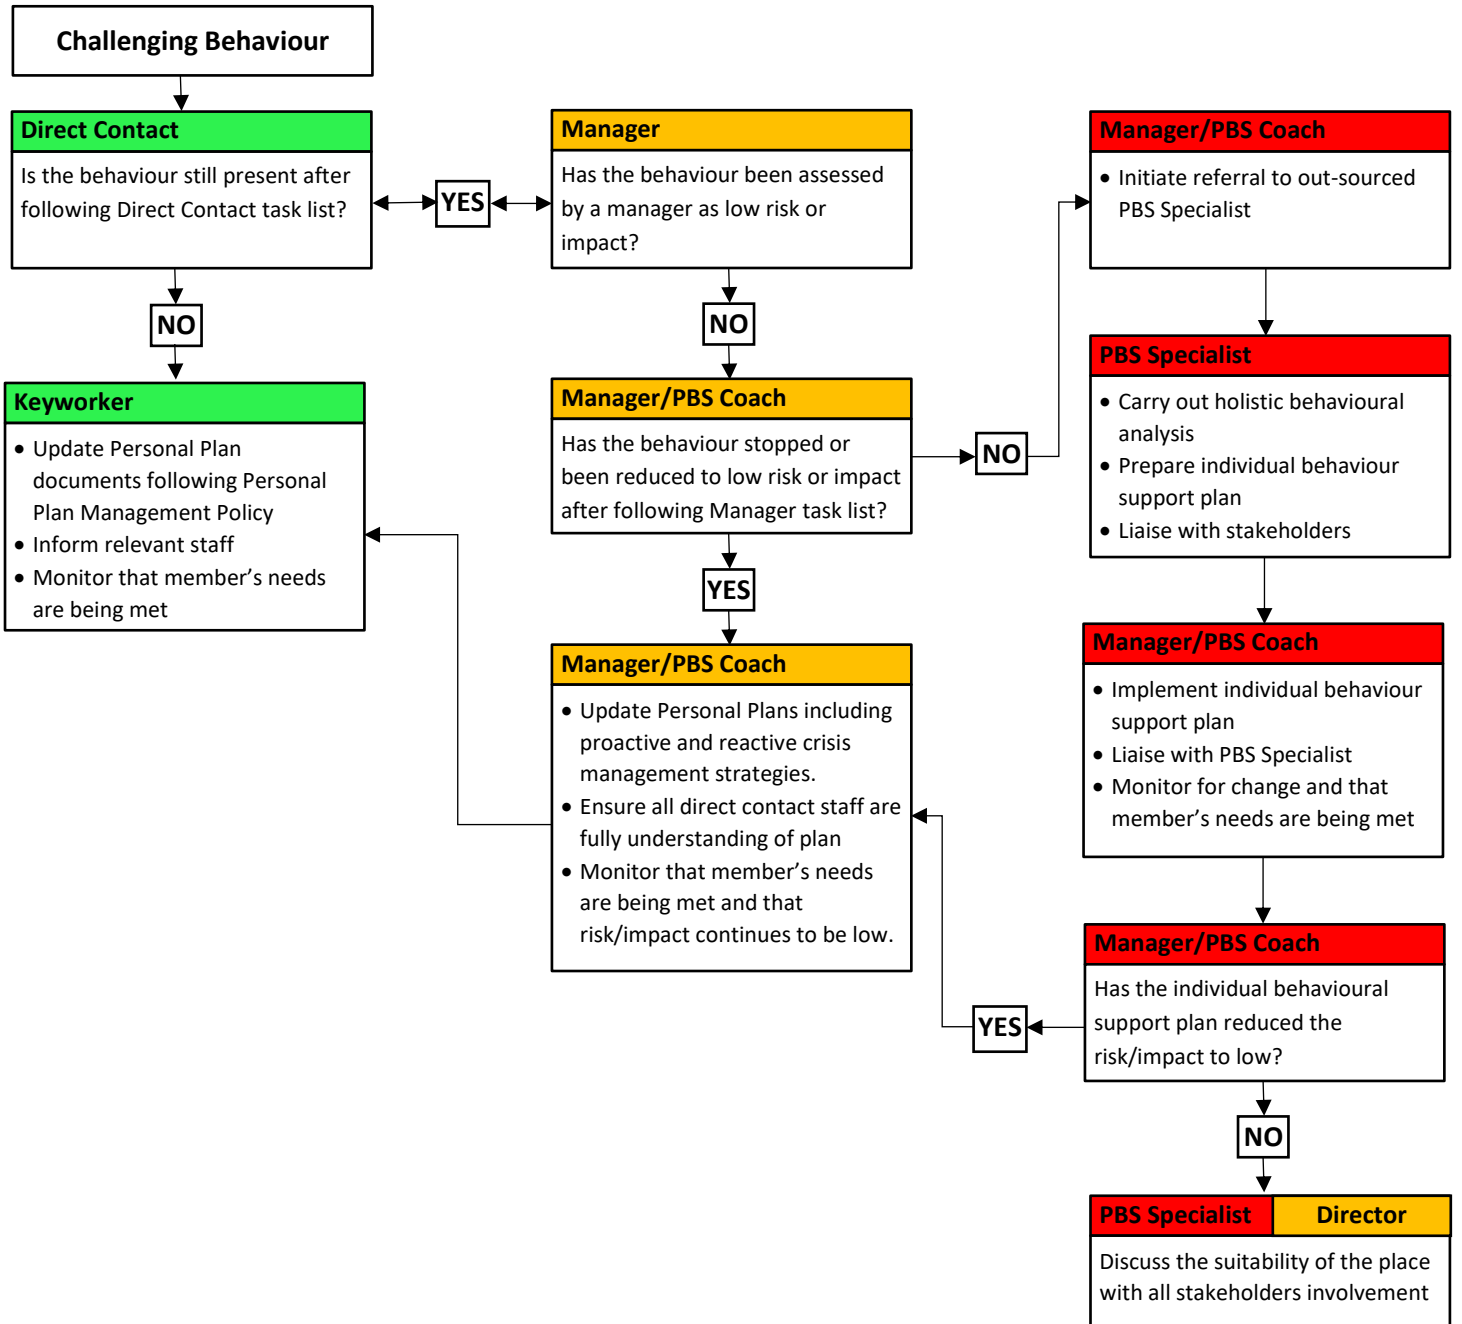 Challenging Behaviour
Direct Contact
Is the behaviour still present after
following Direct Contact task list?
YES
NO
Keyworker
• Update Personal Plan
documents following Personal
Plan Management Policy
• Inform relevant staff
• Monitor that member’s needs
are being met
Manager
Has the behaviour been assessed
by a manager as low risk or
impact?
NO
Manager/PBS Coach
Has the behaviour stopped or
been reduced to low risk or impact
after following Manager task list?
NO
YES
Manager/PBS Coach
• Update Personal Plans including
proactive and reactive crisis
management strategies.
• Ensure all direct contact staff are
fully understanding of plan
• Monitor that member’s needs
are being met and that
risk/impact continues to be low.
Manager/PBS Coach
• Initiate referral to out-sourced
PBS Specialist
PBS Specialist
• Carry out holistic behavioural
analysis
• Prepare individual behaviour
support plan
• Liaise with stakeholders
Manager/PBS Coach
• Implement individual behaviour
support plan
• Liaise with PBS Specialist
• Monitor for change and that
member’s needs are being met
Manager/PBS Coach
Has the individual behavioural
support plan reduced the
risk/impact to low?
YES
NO
PBS Specialist Director
Discuss the suitability of the place
with all stakeholders involvement